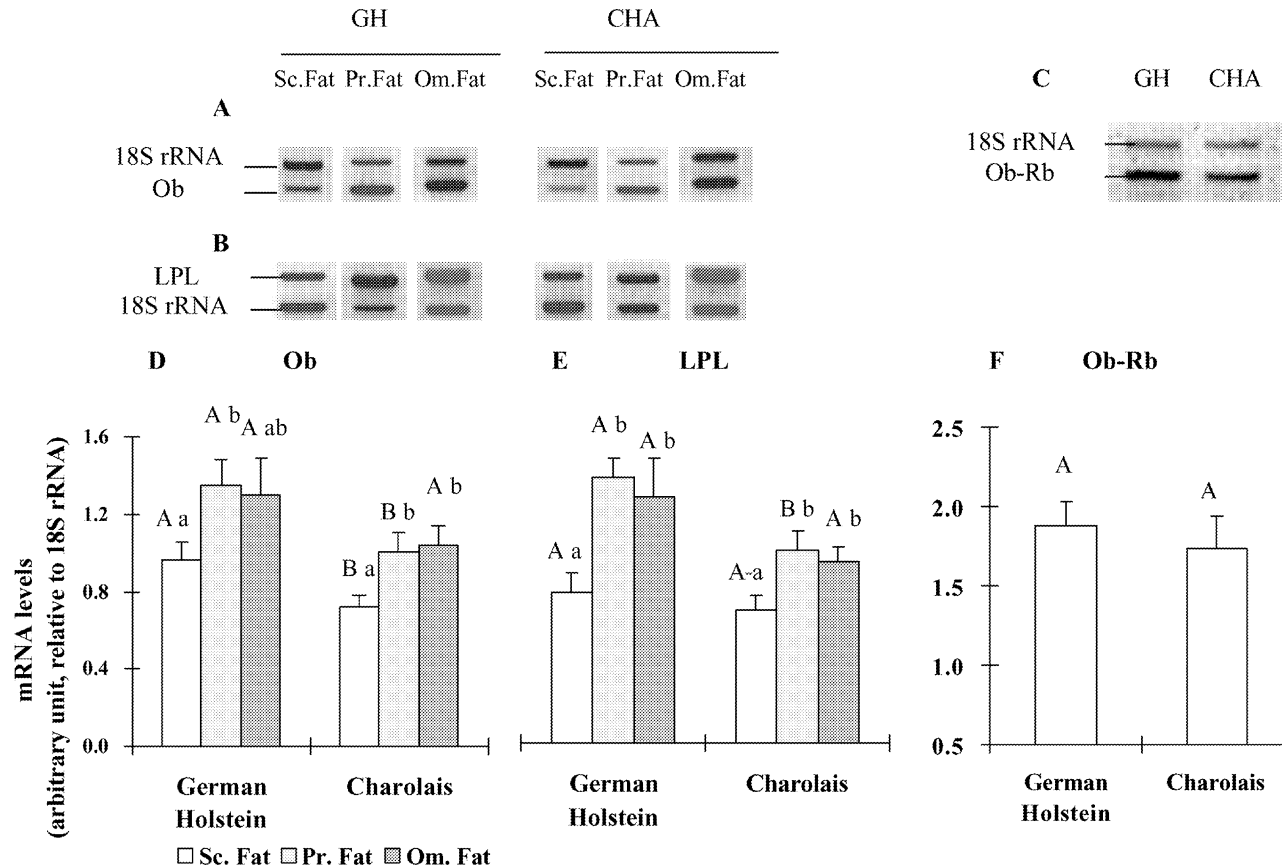 GH CHA
Sc.Fat Pr.Fat Om.Fat Sc.Fat Pr.Fat Om.Fat
C GH CHA
A
18S rRNA
Ob
18S rRNA
Ob-Rb
B
LPL
18S rRNA
D Ob
E LPL
F Ob-Rb
mRNA levels
(arbitrary unit, relative to 18S rRNA)
1.6
1.2
0.8
0.4
0.0
A a
A b
A ab
B a
B b
A b
German
Holstein
Charolais
A a
A b
A b
A-a
B b
A b
German
Holstein
Charolais
2.5
2.0
1.5
1.0
0.5
A
A
German
Holstein
Charolais
Sc. Fat Pr. Fat Om. Fat